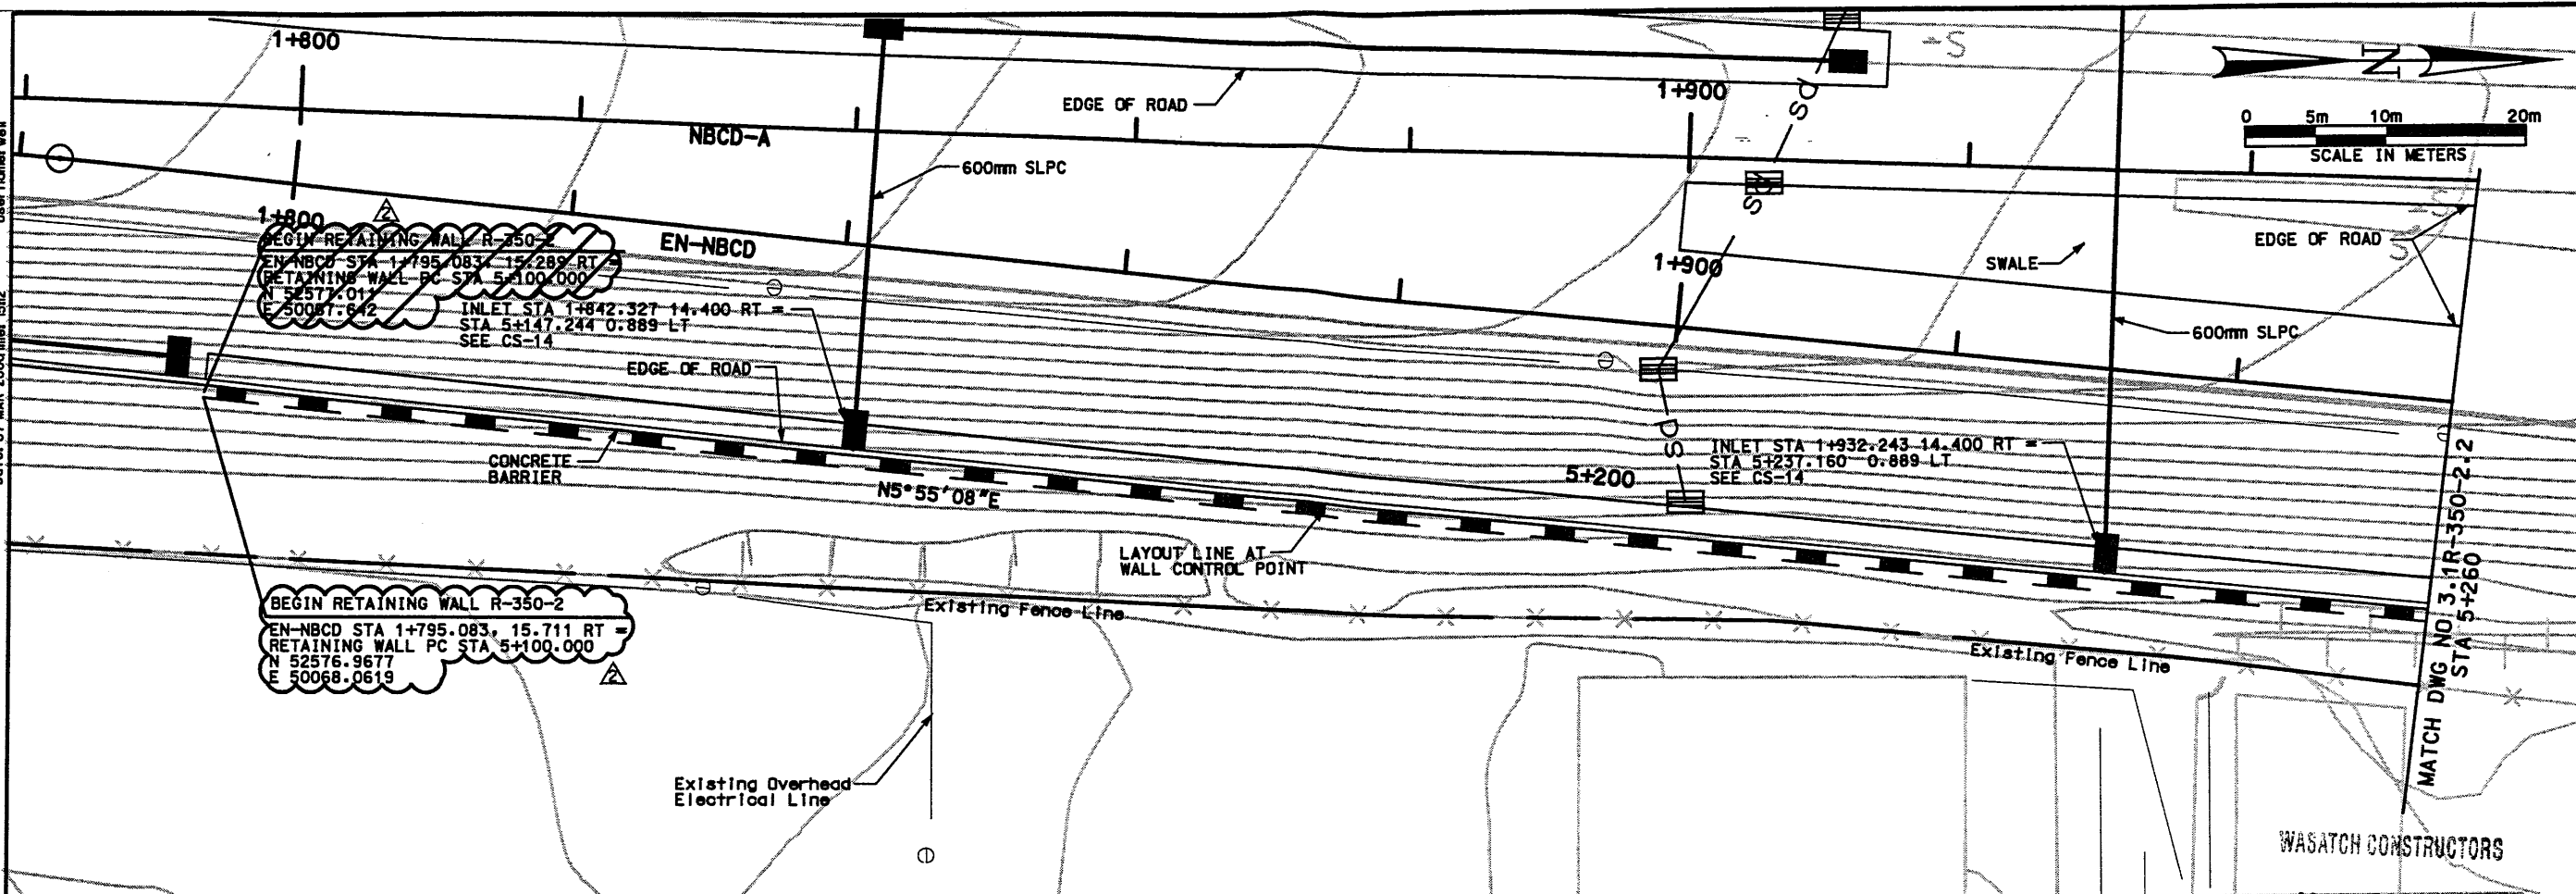 1+800
EDGE OF ROAD
1+900
N
0 5m 10m 20m
SCALE IN METERS
NBCD-A
600mm SLPC
SD
SD
1+800
2
BEGIN RETAINING WALL R-350-2
EN-NBCD STA 1+795.083, 15.289 RT =
RETAINING WALL PC STA 5+100.000
N 52577.011
E 50067.642
EN-NBCD
1+900
SWALE
EDGE OF ROAD
INLET STA 1+842.327 14.400 RT =
STA 5+147.244 0.889 LT
SEE CS-14
600mm SLPC
EDGE OF ROAD
CONCRETE
BARRIER
N5°55'08"E
5+200
SD
INLET STA 1+932.243 14.400 RT =
STA 5+237.160 0.889 LT
SEE CS-14
LAYOUT LINE AT
WALL CONTROL POINT
MATCH DWG NO. 3.1R-350-2.2
STA 5+260
Existing Fence Line
BEGIN RETAINING WALL R-350-2
EN-NBCD STA 1+795.083, 15.711 RT =
RETAINING WALL PC STA 5+100.000
N 52576.9677
E 50068.0619
2
Existing Fence Line
Existing Overhead
Electrical Line
WASATCH CONSTRUCTORS